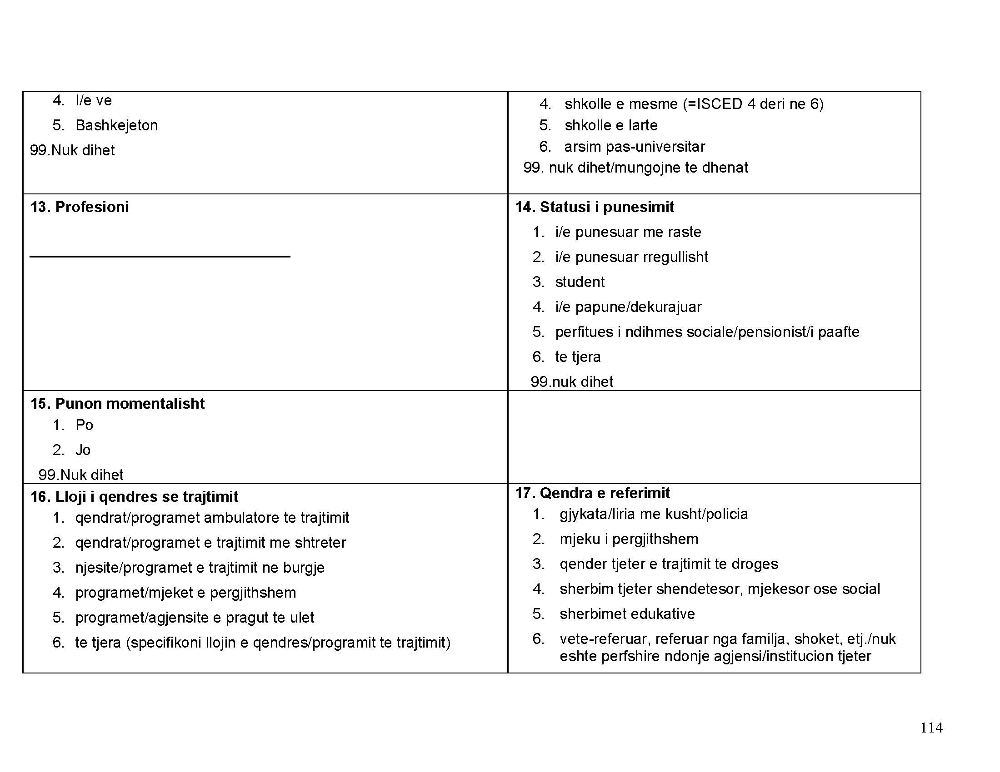 4. I/e ve
5. Bashkejeton
99.Nuk dihet
4. shkolle e mesme (=ISCED 4 deri ne 6)
5. shkolle e larte
6. arsim pas-universitar
99. nuk dihet/mungojne te dhenat
13. Profesioni
14. Statusi i punesimit
1. i/e punesuar me raste
2. i/e punesuar rregullisht
3. student
4. i/e papune/dekurajuar
5. perfitues i ndihmes sociale/pensionist/i paafte
6. te tjera
99.nuk dihet
15. Punon momentalisht
1. Po
2. Jo
99.Nuk dihet
16. Lloji i qendres se trajtimit
1. qendrat/programet ambulatore te trajtimit
2. qendrat/programet e trajtimit me shtreter
3. njesite/programet e trajtimit ne burgje
4. programet/mjeket e pergjithshem
5. programet/agjensite e pragut te ulet
6. te tjera (specifikoni llojin e qendres/programit te trajtimit)
17. Qendra e referimit
1. gjykata/liria me kusht/policia
2. mjeku i pergjithshem
3. qender tjeter e trajtimit te droges
4. sherbim tjeter shendetesor, mjekesor ose social
5. sherbimet edukative
6. vete-referuar, referuar nga familja, shoket, etj./nuk
eshte perfshire ndonje agjensi/institucion tjeter
114